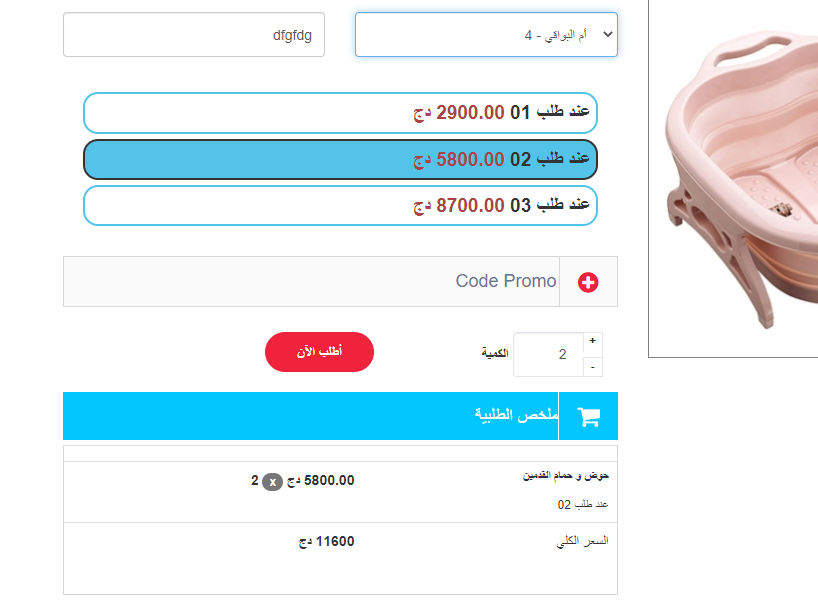 أم البواقي - 4
dfgfdg
عند طلب 01 2900.00 دج
عند طلب 02 5800.00 دج
عند طلب 03 8700.00 دج
Code Promo
+
الكمية 2
-
أطلب الآن
ملخص الطلبية
حوض و حمام القدمين
5800.00 دج x 2
عند طلب 02
السعر الكلي
11600 دج